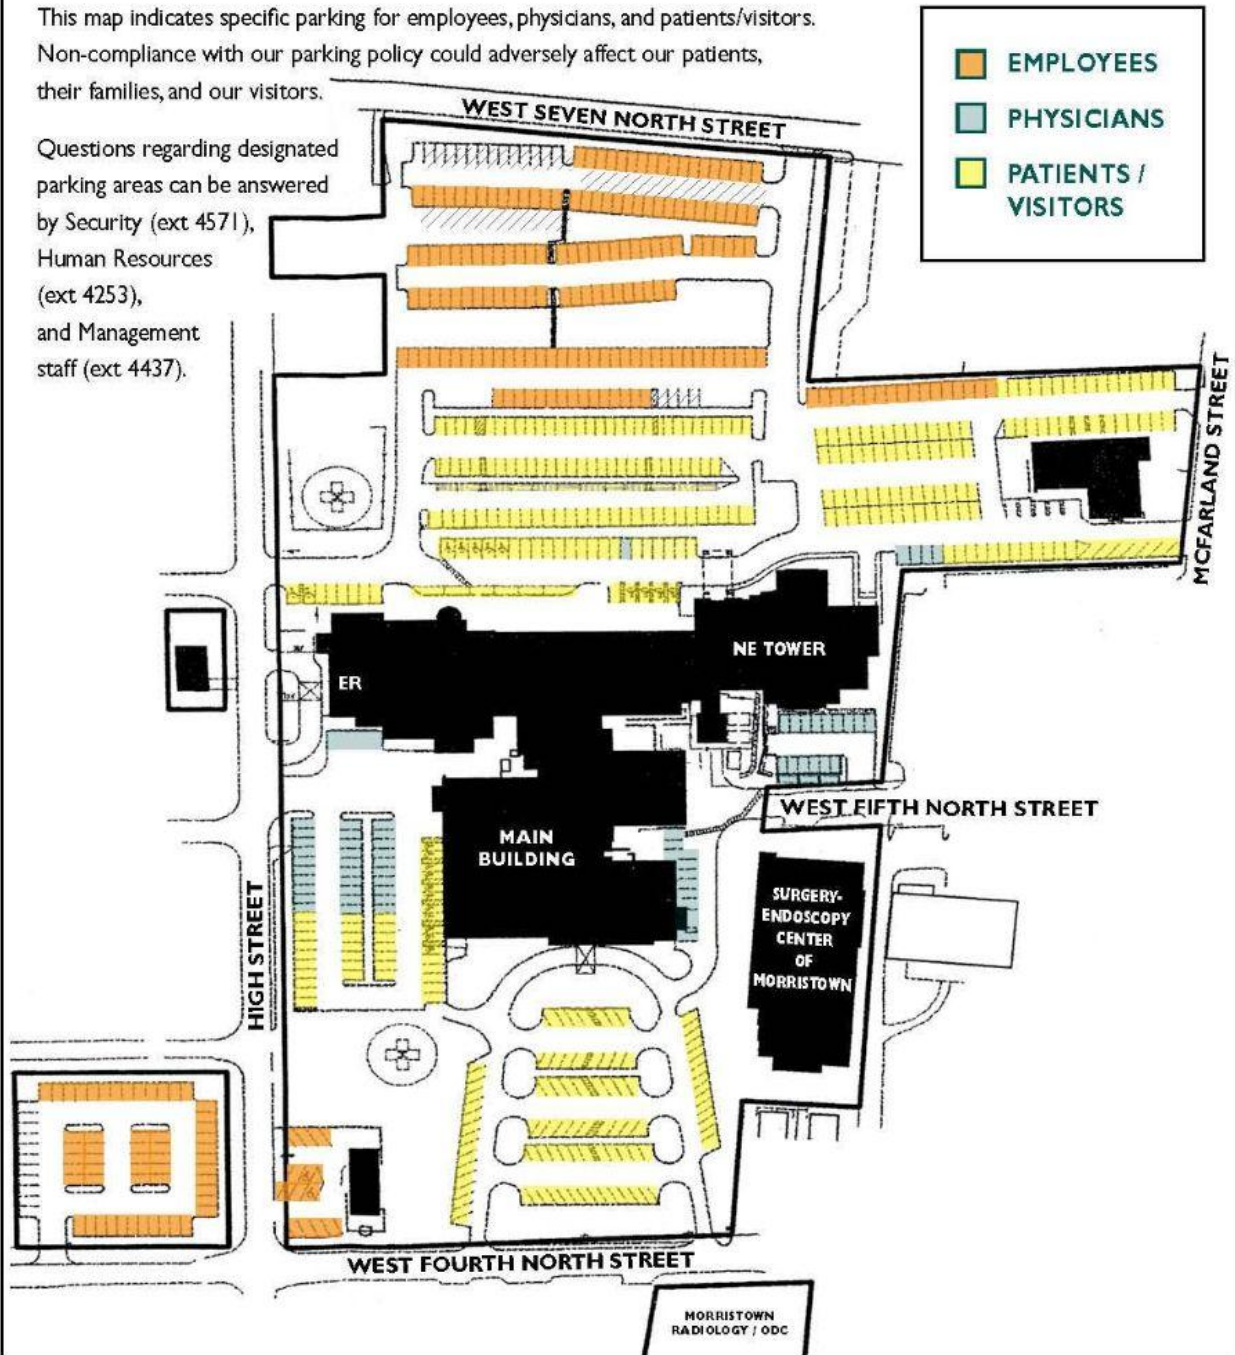 This map indicates specific parking for employees, physicians, and patients/visitors.
Non-compliance with our parking policy could adversely affect our patients,
their families, and our visitors.
Questions regarding designated
parking areas can be answered
by Security (ext 4571),
Human Resources
(ext 4253),
and Management
staff (ext 4437).
EMPLOYEES
PHYSICIANS
PATIENTS /
VISITORS
WEST SEVEN NORTH STREET
MCFARLAND STREET
NE TOWER
ER
WEST FIFTH NORTH STREET
MAIN
BUILDING
SURGERY-
ENDOSCOPY
CENTER
OF
MORRISTOWN
HIGH STREET
WEST FOURTH NORTH STREET
MORRISTOWN
RADIOLOGY / ODC